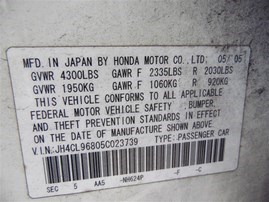 MFD. IN JAPAN BY HONDA MOTOR CO.,LTD; 05/05
GVWR 4300LBS GAWR F 2335LBS R 2030LBS
GVWR 1950KG GAWR F 1060KG R 920KG
THIS VEHICLE CONFORMS TO ALL APPLICABLE
FEDERAL MOTOR VEHICLE SAFETY, BUMPER,
AND THEFT PREVENTION STANDARDS IN EFFECT ON
THE DATE OF MANUFACTURE SHOWN ABOVE.
V.I.N: JH4CL96805C023739 TYPE: PASSENGER CAR
SEC 5 AA5 -NH624P -F -C